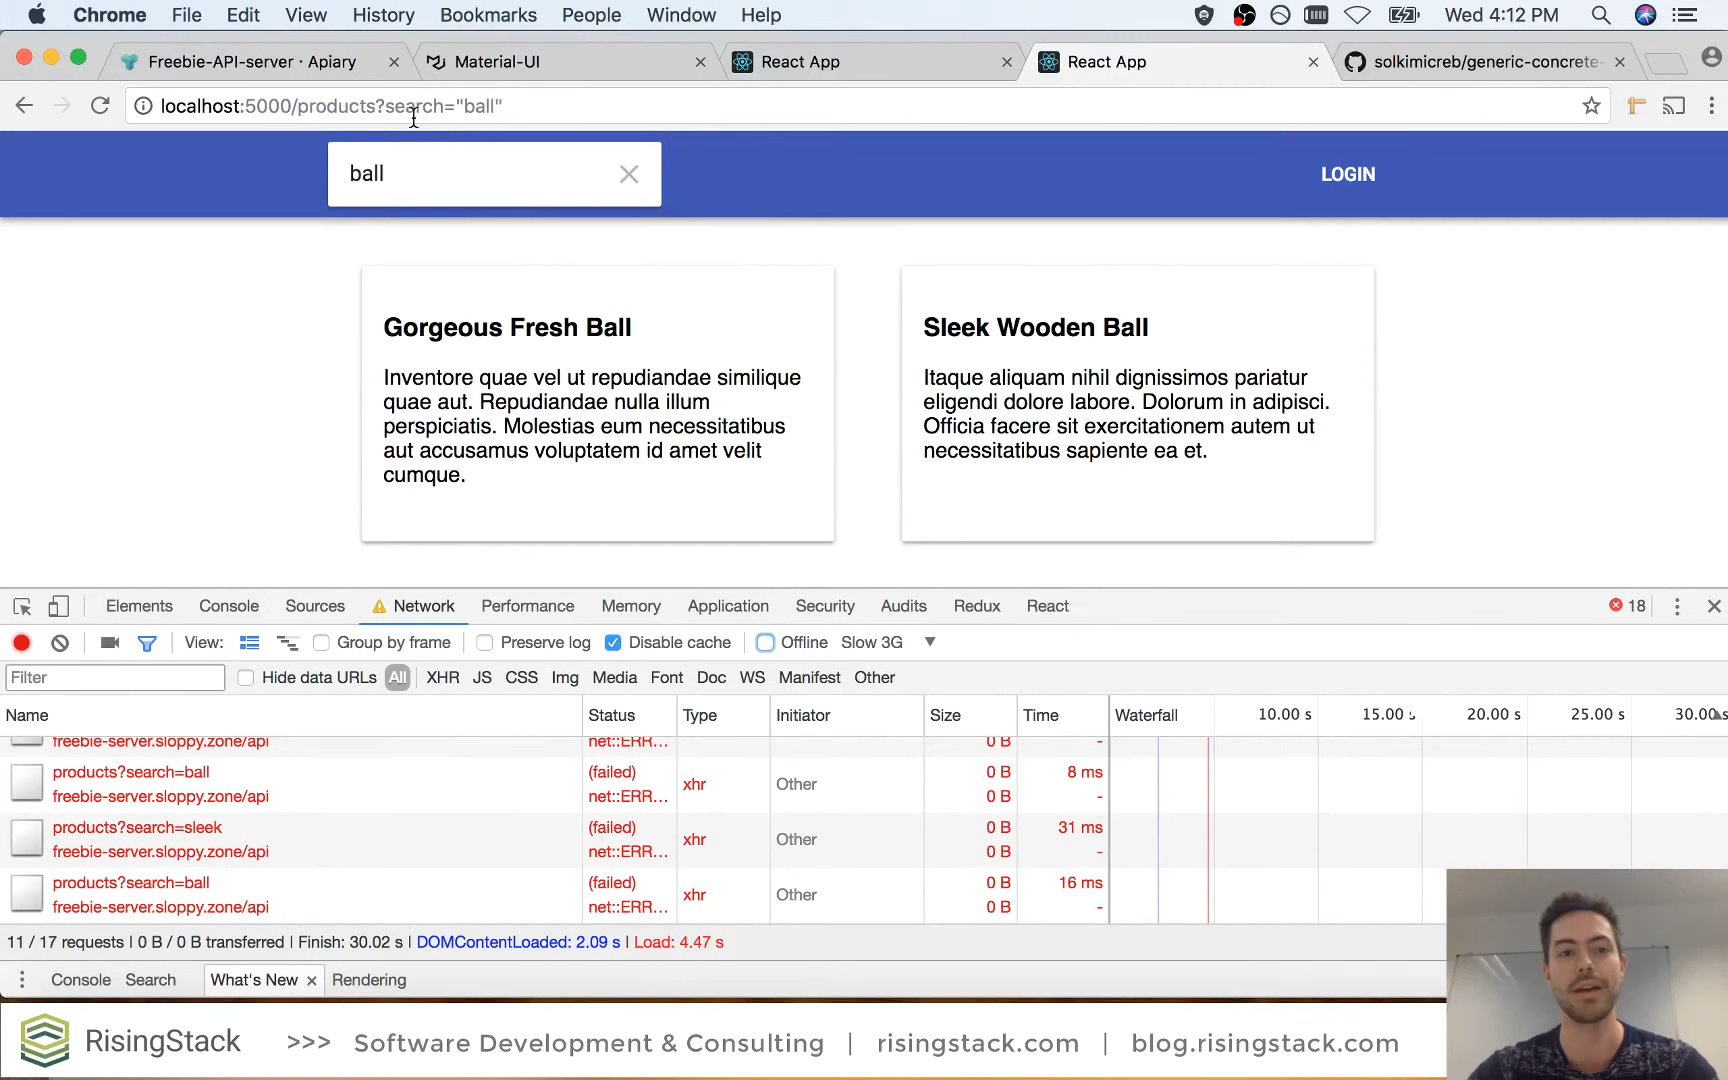 Chrome File Edit View History Bookmarks People Window Help Wed 4:12 PM
Freebie-API-server · Apiary Material-UI React App React App solkimicreb/generic-concrete-
localhost:5000/products?search="ball"
ball LOGIN
Gorgeous Fresh Ball
Inventore quae vel ut repudiandae similique
quae aut. Repudiandae nulla illum
perspiciatis. Molestias eum necessitatibus
aut accusamus voluptatem id amet velit
cumque.
Sleek Wooden Ball
Itaque aliquam nihil dignissimos pariatur
eligendi dolore labore. Dolorum in adipisci.
Officia facere sit exercitationem autem ut
necessitatibus sapiente ea et.
Elements Console Sources Network Performance Memory Application Security Audits Redux React 18
View: Group by frame Preserve log Disable cache Offline Slow 3G
Filter Hide data URLs All XHR JS CSS Img Media Font Doc WS Manifest Other
Name Status Type Initiator Size Time Waterfall 10.00 s 15.00 20.00 s 25.00 s 30.00 s
freebie-server.sloppy.zone/api net::ERR... 0 B -
products?search=ball (failed) xhr Other 0 B 8 ms
freebie-server.sloppy.zone/api net::ERR... 0 B -
products?search=sleek (failed) xhr Other 0 B 31 ms
freebie-server.sloppy.zone/api net::ERR... 0 B -
products?search=ball (failed) xhr Other 0 B 16 ms
freebie-server.sloppy.zone/api net::ERR... 0 B -
11 / 17 requests | 0 B / 0 B transferred | Finish: 30.02 s | DOMContentLoaded: 2.09 s | Load: 4.47 s
Console Search What's New Rendering
RisingStack >>> Software Development & Consulting | risingstack.com | blog.risingstack.com